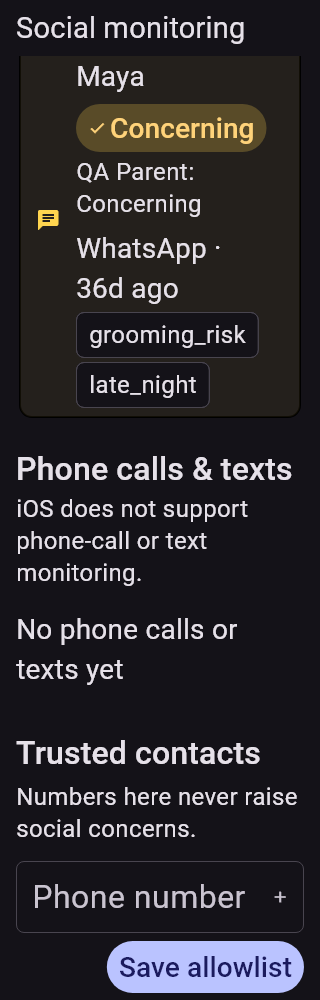 Social monitoring
Maya
Concerning
QA Parent:
Concerning
WhatsApp ·
36d ago
grooming_risk
late_night
Phone calls & texts
iOS does not support
phone-call or text
monitoring.
No phone calls or
texts yet
Trusted contacts
Numbers here never raise
social concerns.
Phone number +
Save allowlist